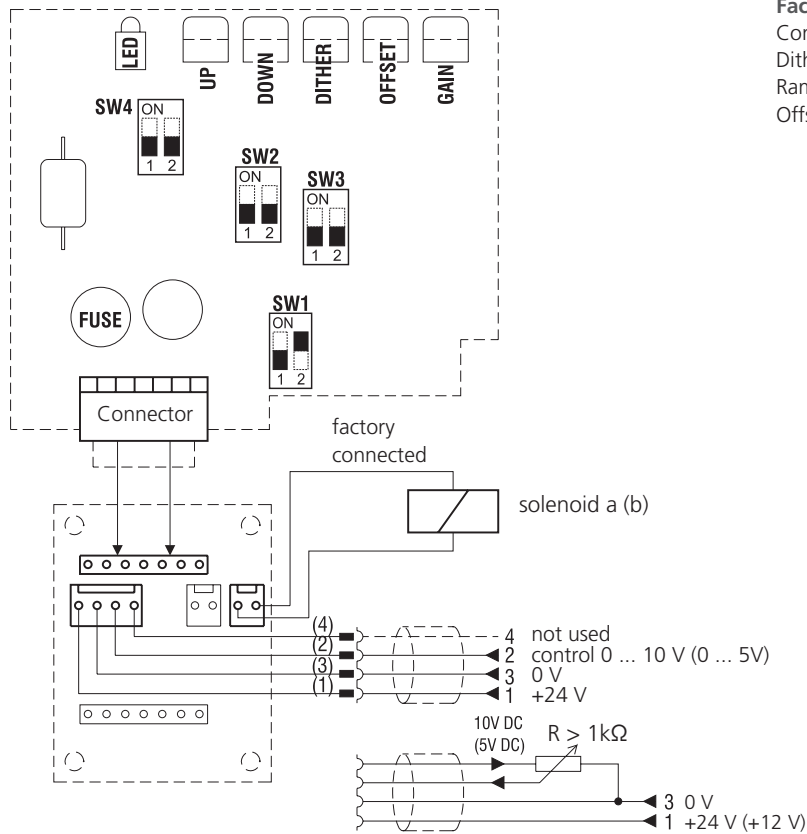 Fac
Con
Dith
Ran
Offs
LED
UP
DOWN
DITHER
OFFSET
GAIN
SW4
ON
1 2
SW2
ON
1 2
SW3
ON
1 2
FUSE
SW1
ON
1 2
Connector
factory
connected
solenoid a (b)
(4)
(2)
(3)
(1)
4 not used
2 control 0 ... 10 V (0 ... 5V)
3 0 V
1 +24 V
10V DC
(5V DC)
R > 1kΩ
3 0 V
1 +24 V (+12 V)